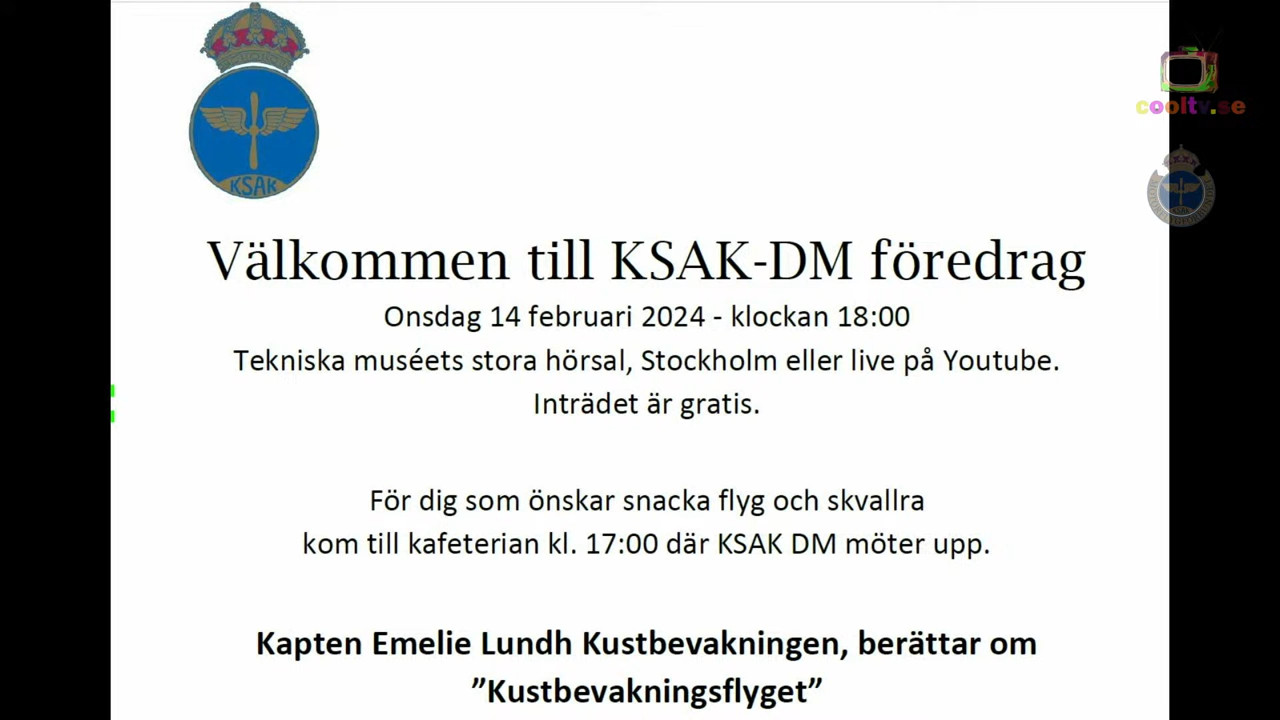 KSAK
cooltv.se
KSAK
Välkommen till KSAK-DM föredrag
Onsdag 14 februari 2024 - klockan 18:00
Tekniska muséets stora hörsal, Stockholm eller live på Youtube.
Inträdet är gratis.
För dig som önskar snacka flyg och skvallra
kom till kafeterian kl. 17:00 där KSAK DM möter upp.
Kapten Emelie Lundh Kustbevakningen, berättar om
”Kustbevakningsflyget”